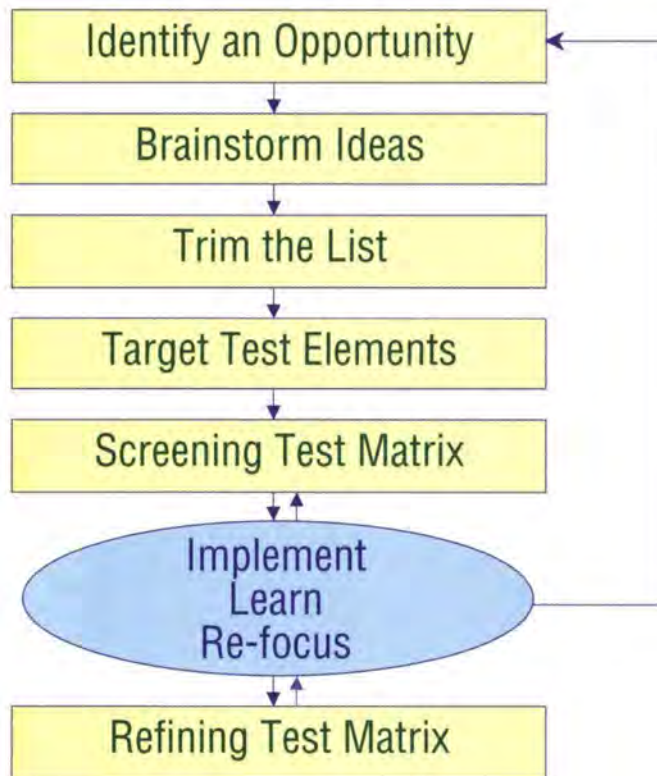 Identify an Opportunity
Brainstorm Ideas
Trim the List
Target Test Elements
Screening Test Matrix
Implement
Learn
Re-focus
Refining Test Matrix